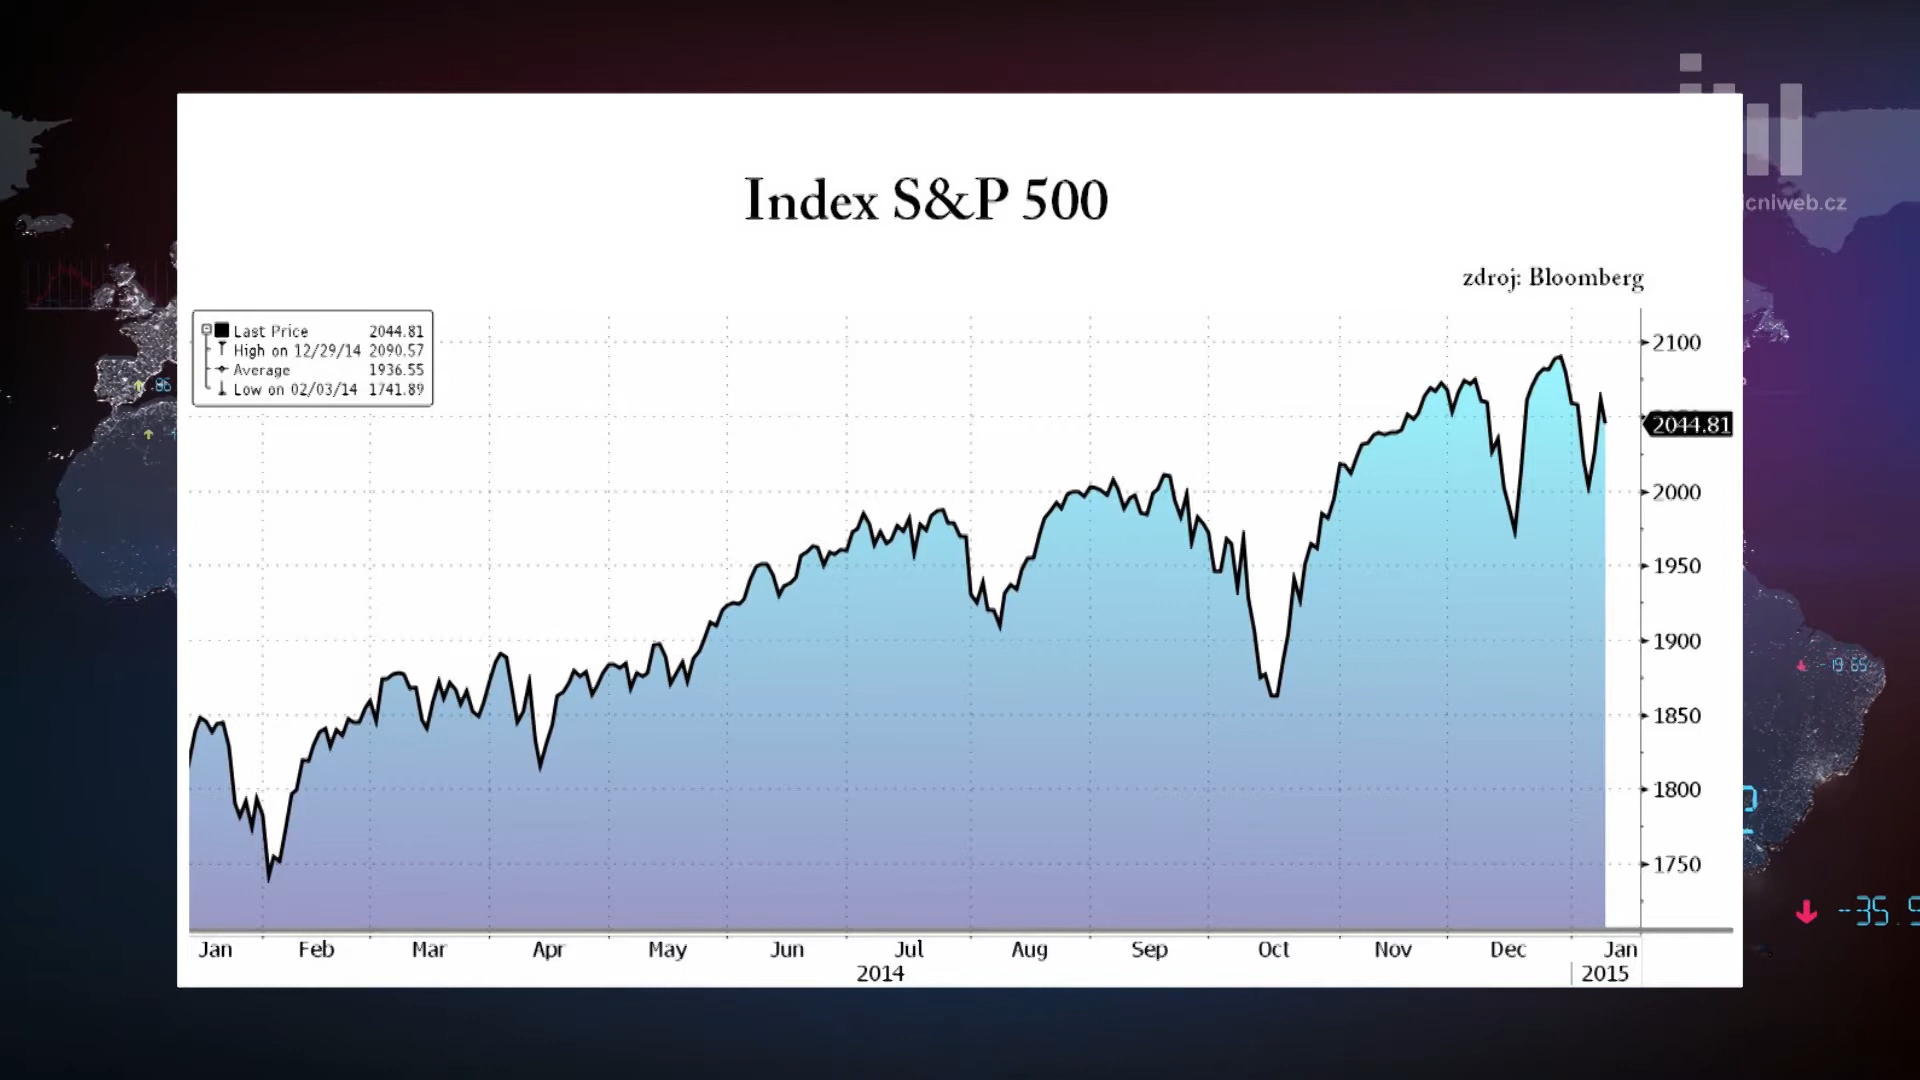 Index S&P 500
icniweb.cz
zdroj: Bloomberg
Last Price 2044.81
High on 12/29/14 2090.57
Average 1936.55
Low on 02/03/14 1741.89
2100
2044.81
2000
1950
1900
1850
1800
1750
Jan Feb Mar Apr May Jun Jul Aug Sep Oct Nov Dec Jan
2014 2015
.86
-19.65